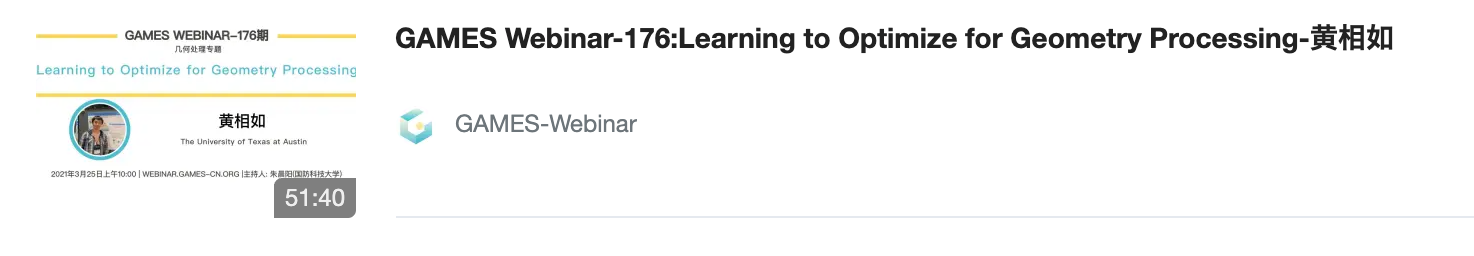 GAMES WEBINAR-176期
几何处理专题
Learning to Optimize for Geometry Processing
黄相如
The University of Texas at Austin
2021年3月25日上午10:00 | WEBINAR.GAMES-CN.ORG |主持人: 朱晨阳(国防科技大学)
51:40
GAMES Webinar-176:Learning to Optimize for Geometry Processing-黄相如
GAMES-Webinar